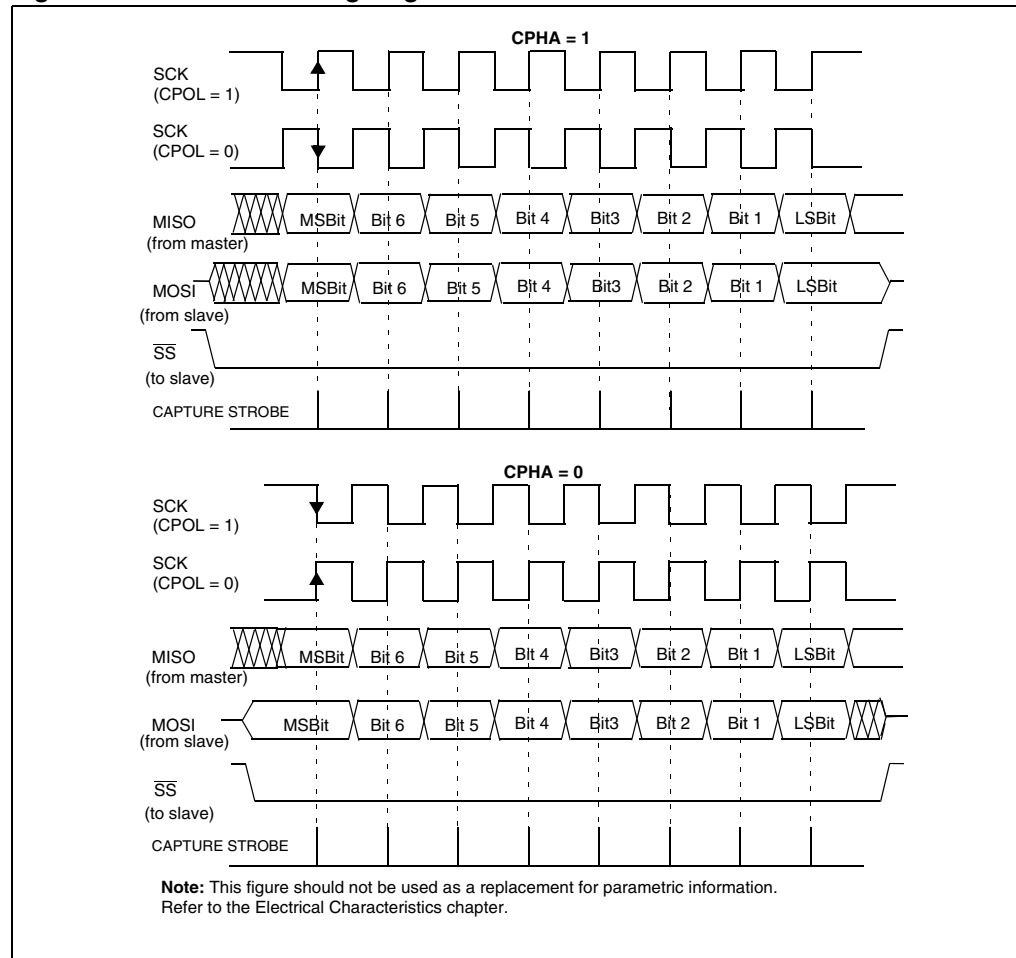 CPHA = 1
SCK
(CPOL = 1)
SCK
(CPOL = 0)
MISO
(from master)
MSBit Bit 6 Bit 5 Bit 4 Bit3 Bit 2 Bit 1 LSBit
MOSI
(from slave)
MSBit Bit 6 Bit 5 Bit 4 Bit3 Bit 2 Bit 1 LSBit
SS
(to slave)
CAPTURE STROBE
CPHA = 0
SCK
(CPOL = 1)
SCK
(CPOL = 0)
MISO
(from master)
MSBit Bit 6 Bit 5 Bit 4 Bit3 Bit 2 Bit 1 LSBit
MOSI
(from slave)
MSBit Bit 6 Bit 5 Bit 4 Bit3 Bit 2 Bit 1 LSBit
SS
(to slave)
CAPTURE STROBE
Note: This figure should not be used as a replacement for parametric information.
Refer to the Electrical Characteristics chapter.